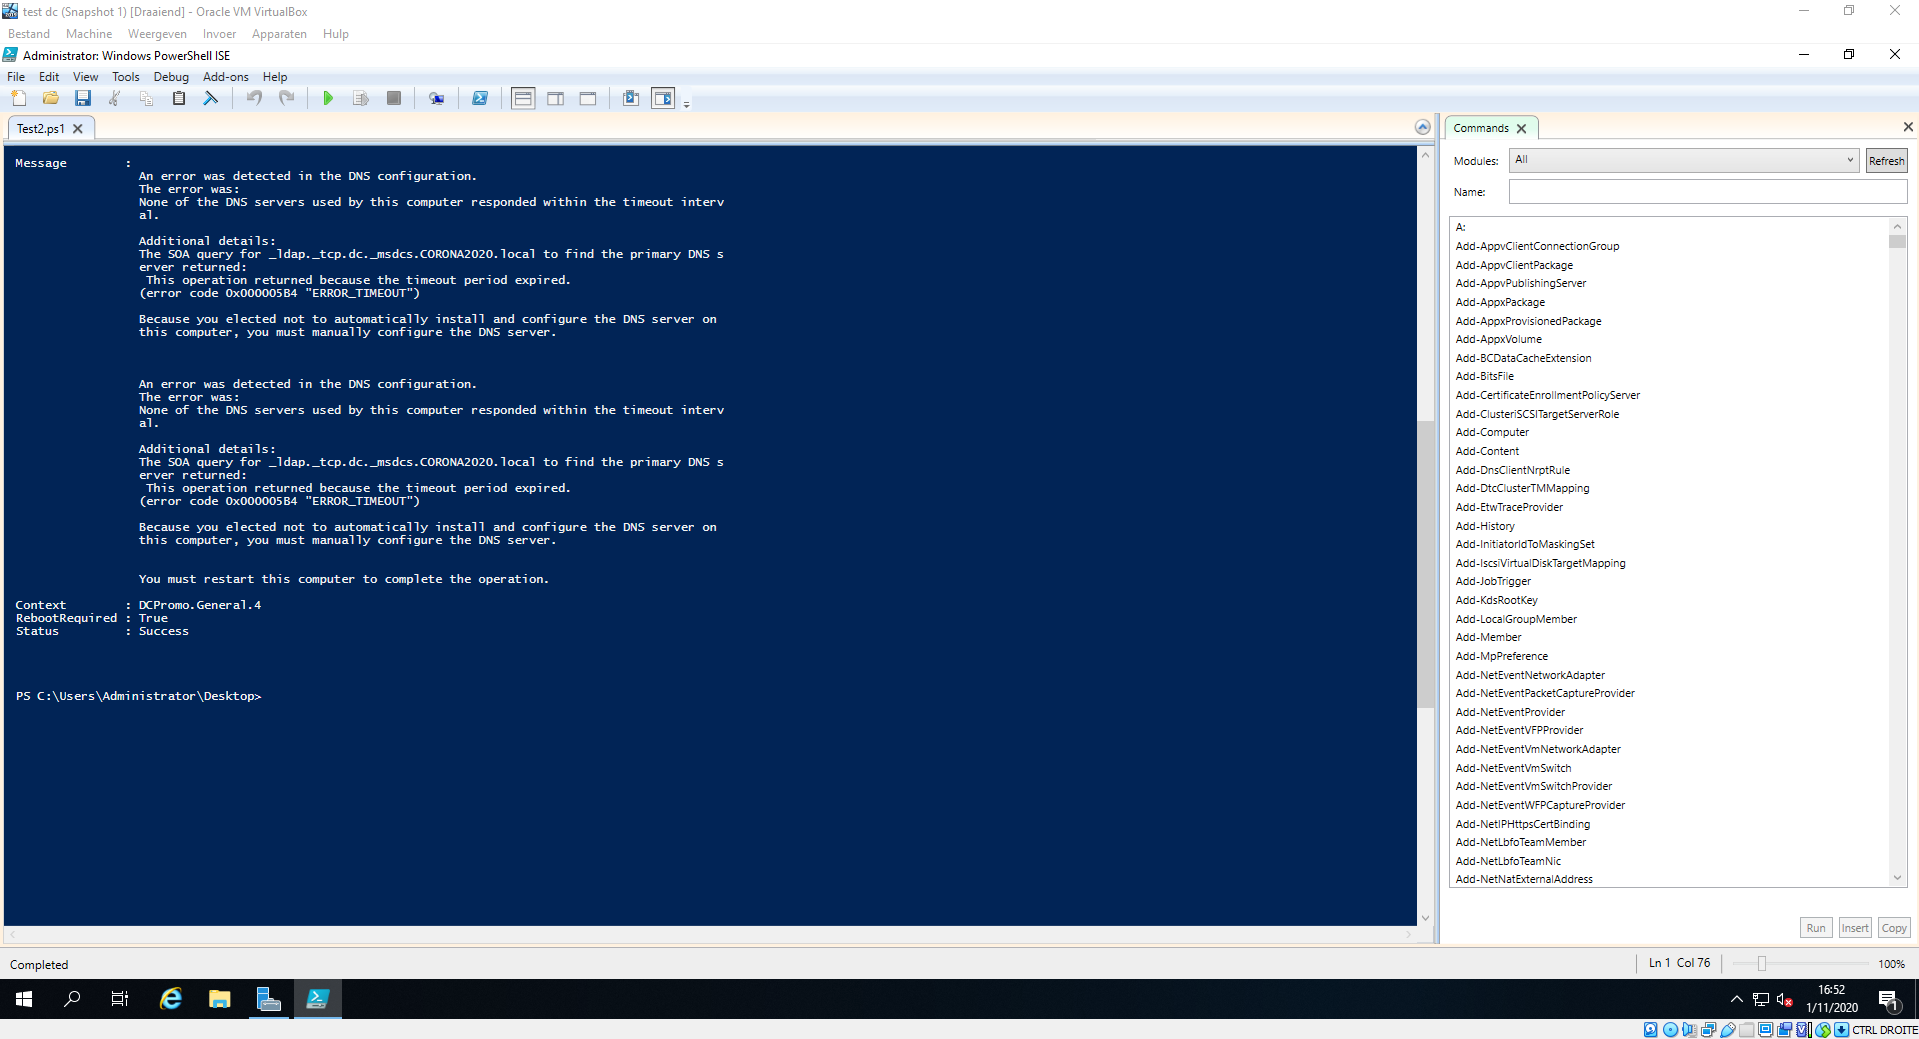 test dc (Snapshot 1) [Draaiend] - Oracle VM VirtualBox
Bestand Machine Weergeven Invoer Apparaten Hulp
Administrator: Windows PowerShell ISE
File Edit View Tools Debug Add-ons Help
Test2.ps1
Message :
An error was detected in the DNS configuration.
The error was:
None of the DNS servers used by this computer responded within the timeout interv
al.
Additional details:
The SOA query for _ldap._tcp.dc._msdcs.CORONA2020.local to find the primary DNS s
erver returned:
This operation returned because the timeout period expired.
(error code 0x000005B4 "ERROR_TIMEOUT")
Because you elected not to automatically install and configure the DNS server on
this computer, you must manually configure the DNS server.
An error was detected in the DNS configuration.
The error was:
None of the DNS servers used by this computer responded within the timeout interv
al.
Additional details:
The SOA query for _ldap._tcp.dc._msdcs.CORONA2020.local to find the primary DNS s
erver returned:
This operation returned because the timeout period expired.
(error code 0x000005B4 "ERROR_TIMEOUT")
Because you elected not to automatically install and configure the DNS server on
this computer, you must manually configure the DNS server.
You must restart this computer to complete the operation.
Context : DCPromo.General.4
RebootRequired : True
Status : Success
PS C:\Users\Administrator\Desktop>
Commands
Modules: All Refresh
Name:
A:
Add-AppvClientConnectionGroup
Add-AppvClientPackage
Add-AppvPublishingServer
Add-AppxPackage
Add-AppxProvisionedPackage
Add-AppxVolume
Add-BCDataCacheExtension
Add-BitsFile
Add-CertificateEnrollmentPolicyServer
Add-ClusteriSCSITargetServerRole
Add-Computer
Add-Content
Add-DnsClientNrptRule
Add-DtcClusterTMMapping
Add-EtwTraceProvider
Add-History
Add-InitiatorIdToMaskingSet
Add-IscsiVirtualDiskTargetMapping
Add-JobTrigger
Add-KdsRootKey
Add-LocalGroupMember
Add-Member
Add-MpPreference
Add-NetEventNetworkAdapter
Add-NetEventPacketCaptureProvider
Add-NetEventProvider
Add-NetEventVFPProvider
Add-NetEventVmNetworkAdapter
Add-NetEventVmSwitch
Add-NetEventVmSwitchProvider
Add-NetEventWFPCaptureProvider
Add-NetIPHttpsCertBinding
Add-NetLbfoTeamMember
Add-NetLbfoTeamNic
Add-NetNatExternalAddress
Run Insert Copy
Completed
Ln 1 Col 76
100%
16:52
1/11/2020
1
CTRL DROITE